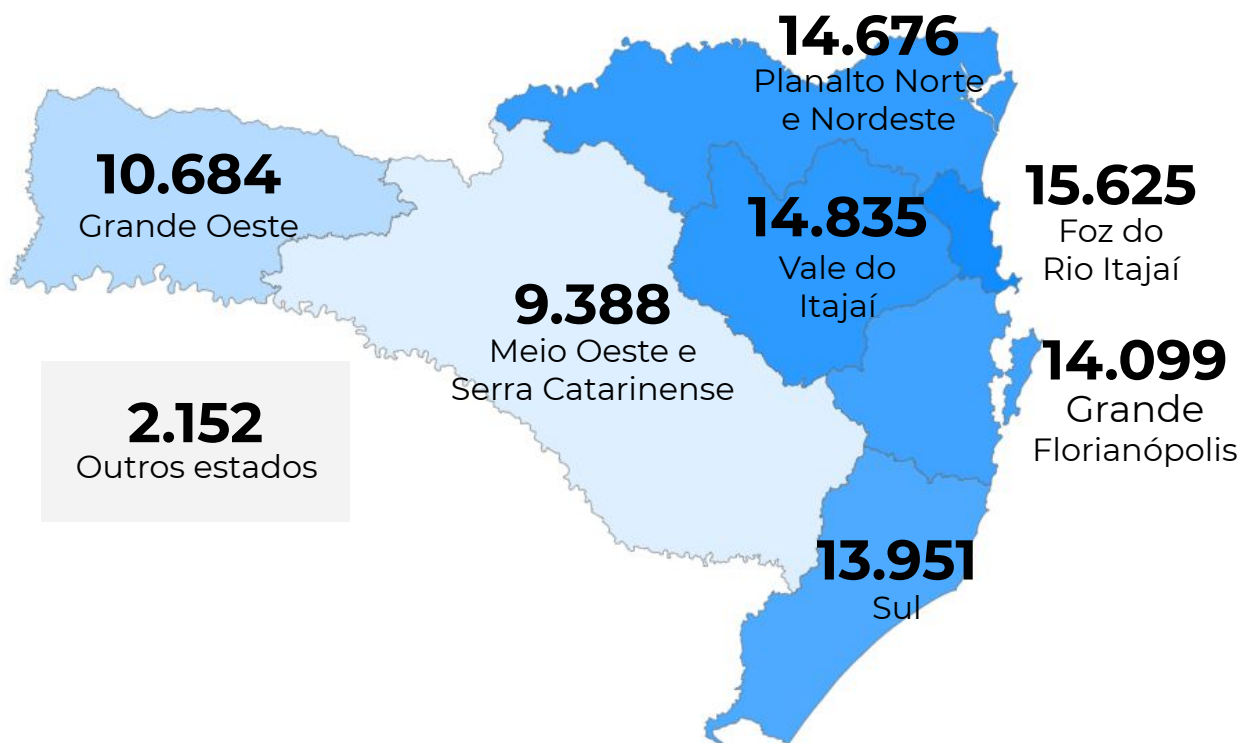 14.676
Planalto Norte
e Nordeste
10.684
Grande Oeste
15.625
Foz do
Rio Itajaí
14.835
Vale do
Itajaí
9.388
Meio Oeste e
Serra Catarinense
14.099
Grande
Florianópolis
2.152
Outros estados
13.951
Sul